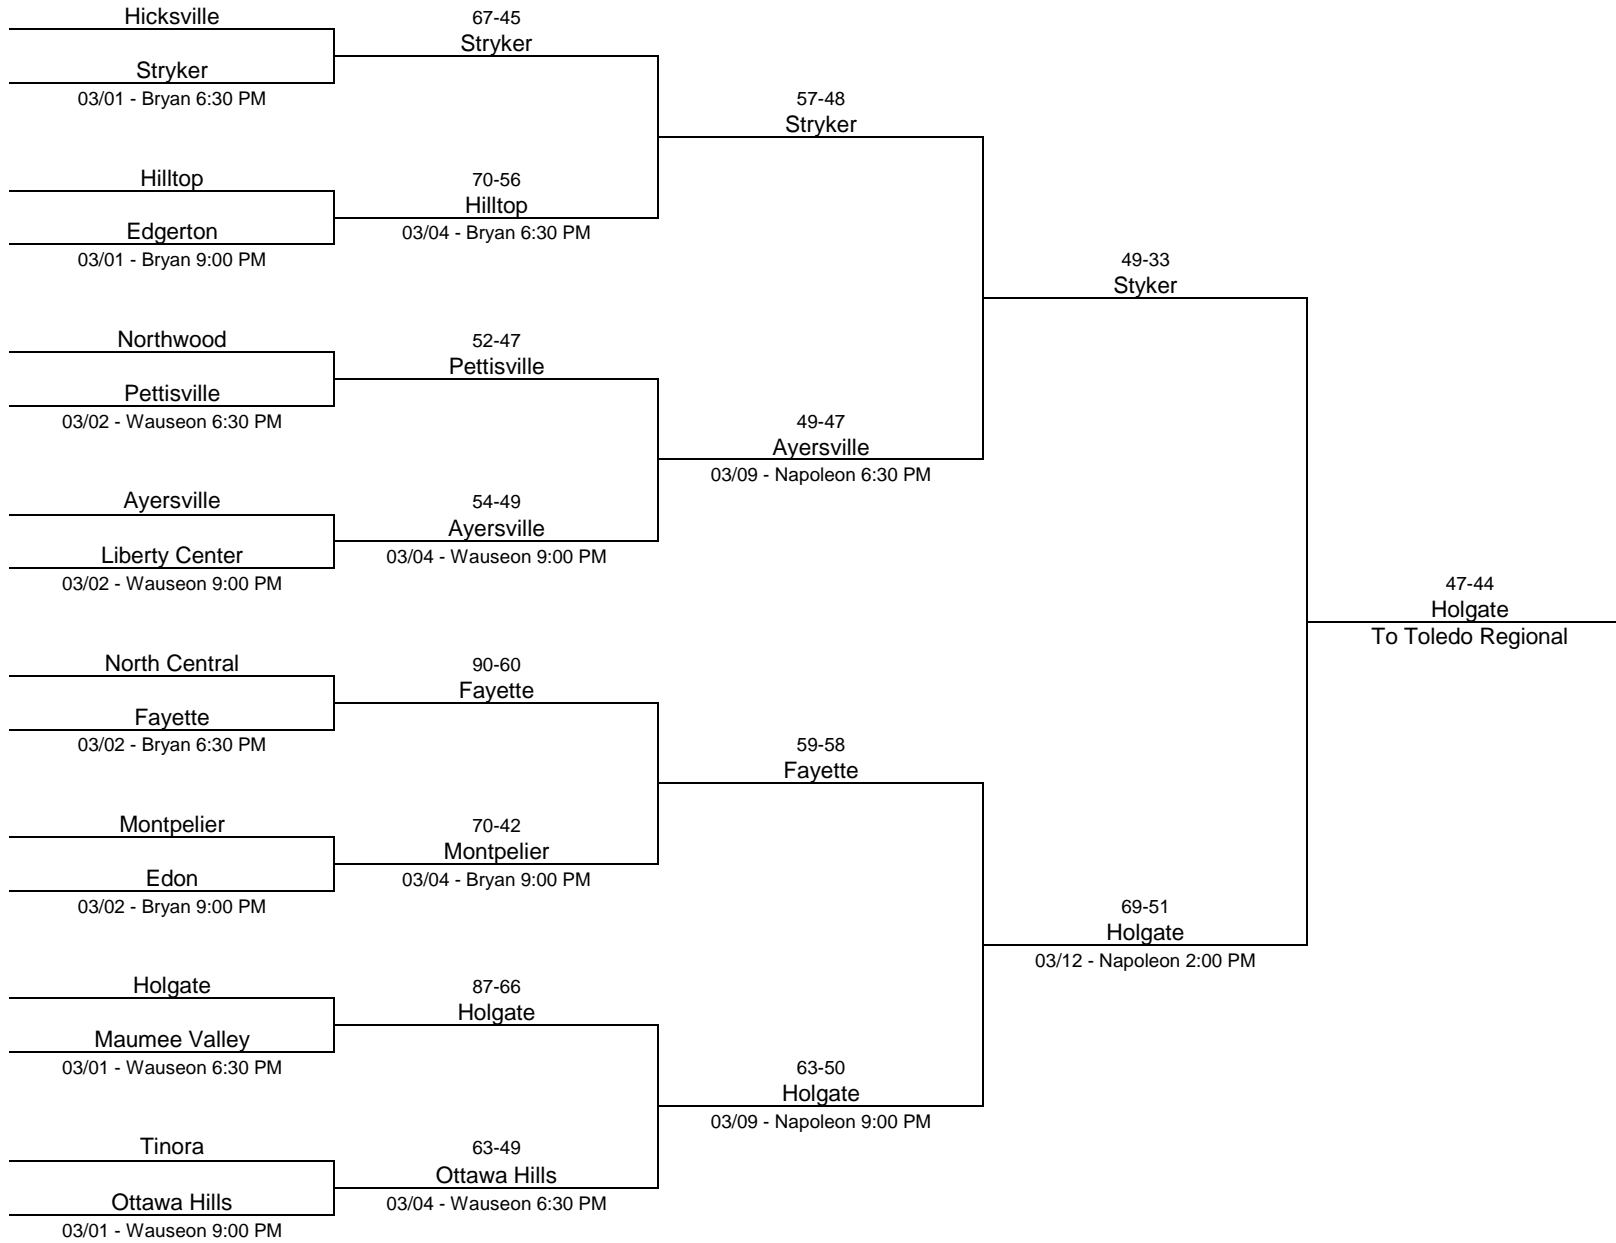 Hicksville
Stryker
03/01 - Bryan 6:30 PM
Hilltop
Edgerton
03/01 - Bryan 9:00 PM
Northwood
Pettisville
03/02 - Wauseon 6:30 PM
Ayersville
Liberty Center
03/02 - Wauseon 9:00 PM
North Central
Fayette
03/02 - Bryan 6:30 PM
Montpelier
Edon
03/02 - Bryan 9:00 PM
Holgate
Maumee Valley
03/01 - Wauseon 6:30 PM
Tinora
Ottawa Hills
03/01 - Wauseon 9:00 PM
67-45
Stryker
70-56
Hilltop
03/04 - Bryan 6:30 PM
52-47
Pettisville
54-49
Ayersville
03/04 - Wauseon 9:00 PM
90-60
Fayette
70-42
Montpelier
03/04 - Bryan 9:00 PM
87-66
Holgate
63-49
Ottawa Hills
03/04 - Wauseon 6:30 PM
57-48
Stryker
49-47
Ayersville
03/09 - Napoleon 6:30 PM
59-58
Fayette
63-50
Holgate
03/09 - Napoleon 9:00 PM
49-33
Styker
69-51
Holgate
03/12 - Napoleon 2:00 PM
47-44
Holgate
To Toledo Regional